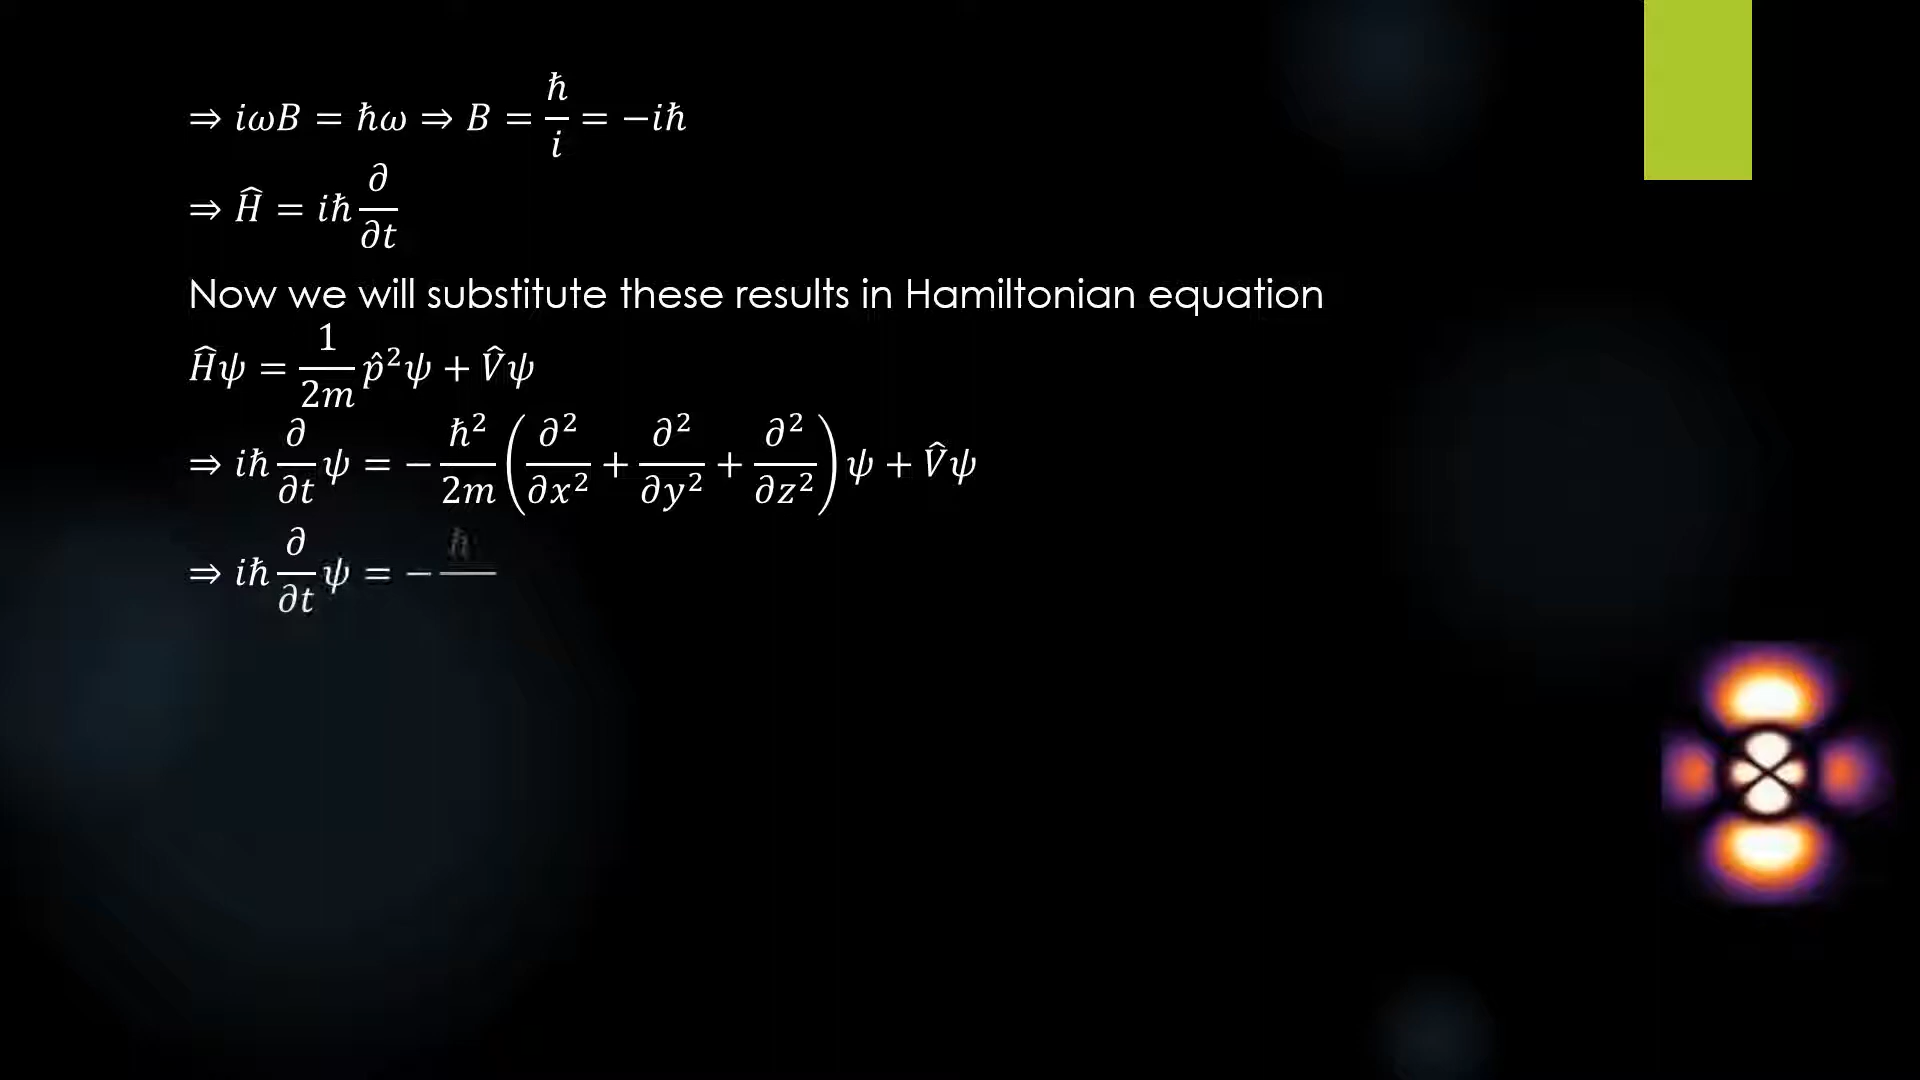 ⇒ iωB = ħω ⇒ B = ħ/i = −iħ
⇒ Ĥ = iħ ∂/∂t
Now we will substitute these results in Hamiltonian equation
Ĥψ = 1/2m p̂²ψ + V̂ψ
⇒ iħ ∂/∂t ψ = − ħ²/2m (∂²/∂x² + ∂²/∂y² + ∂²/∂z²) ψ + V̂ψ
⇒ iħ ∂/∂t ψ = − ħ